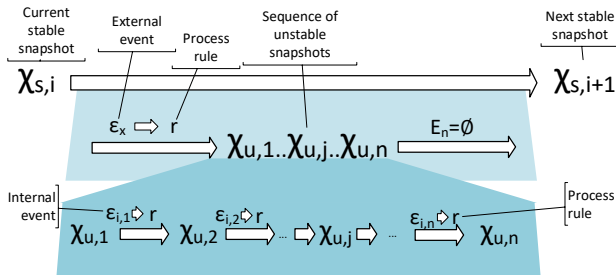 Current stable snapshot
External event
Process rule
Sequence of unstable snapshots
Next stable snapshot
χs,i
χs,i+1
εx ⇨ r
χu,1..χu,j..χu,n
En=Ø
Internal event
εi,1 ⇨ r
εi,2 ⇨ r
εi,n ⇨ r
Process rule
χu,1
χu,2
...
χu,j
...
χu,n